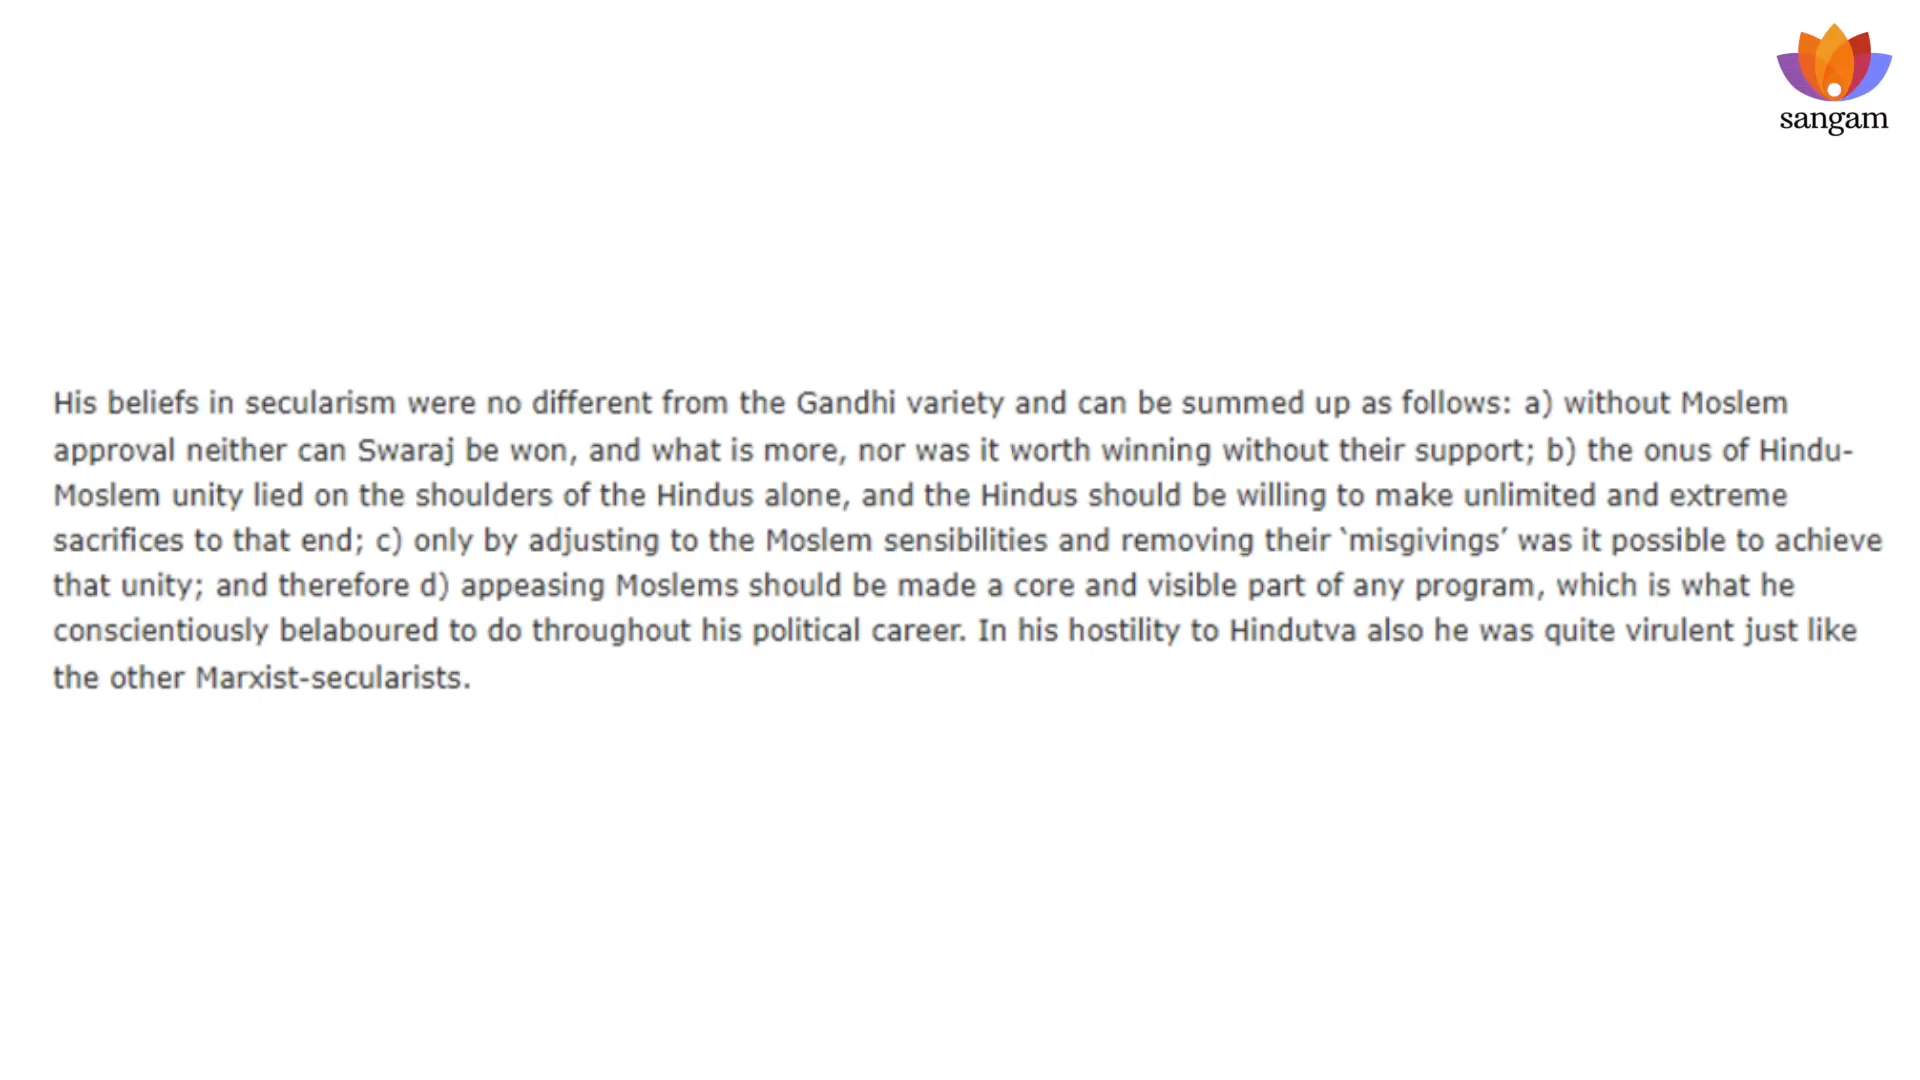 sangam
His beliefs in secularism were no different from the Gandhi variety and can be summed up as follows: a) without Moslem
approval neither can Swaraj be won, and what is more, nor was it worth winning without their support; b) the onus of Hindu-
Moslem unity lied on the shoulders of the Hindus alone, and the Hindus should be willing to make unlimited and extreme
sacrifices to that end; c) only by adjusting to the Moslem sensibilities and removing their ‵misgivings′ was it possible to achieve
that unity; and therefore d) appeasing Moslems should be made a core and visible part of any program, which is what he
conscientiously belaboured to do throughout his political career. In his hostility to Hindutva also he was quite virulent just like
the other Marxist-secularists.